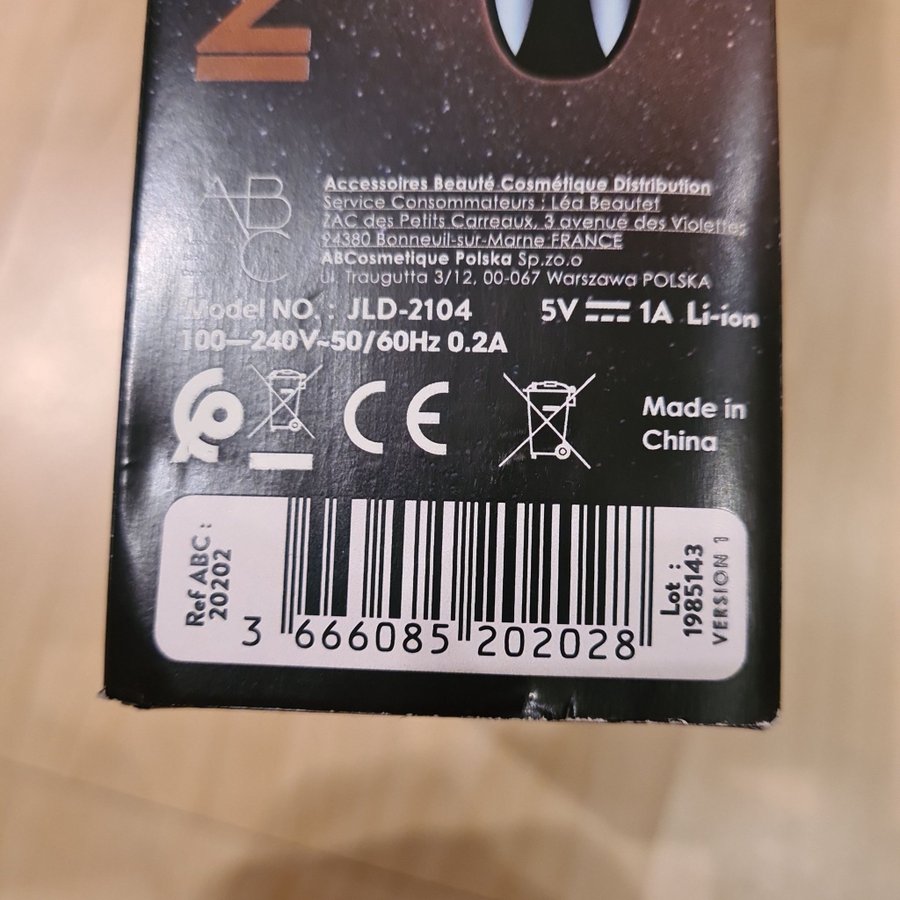 ABC
Accessoires Beauté Cosmétique Distribution
Service Consommateurs : Léa Beautet
ZAC des Petits Carreaux, 3 avenue des Violettes
94380 Bonneuil-sur-Marne FRANCE
ABCosmetique Polska Sp.zo.o
ul. Traugutta 3/12, 00-067 Warszawa POLSKA
Model NO. : JLD-2104 5V 1A Li-ion
100—240V~50/60Hz 0.2A
CE
Made in
China
Ref ABC :
20202
3 666085 202028
Lot :
1985143
VERSION 1